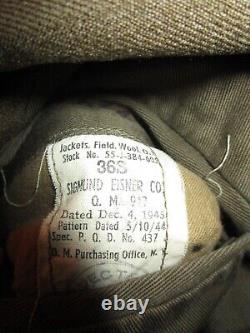 Jackets, Field, Wool, O.D.
Stock No. 55-J-384-605
36S
SIGMUND EISNER CO.
Q. M. 917
Dated Dec. 4, 1945
Pattern Dated 5/10/44
Spec. P. Q. D. No. 437
Q. M. Purchasing Office, N. Y.